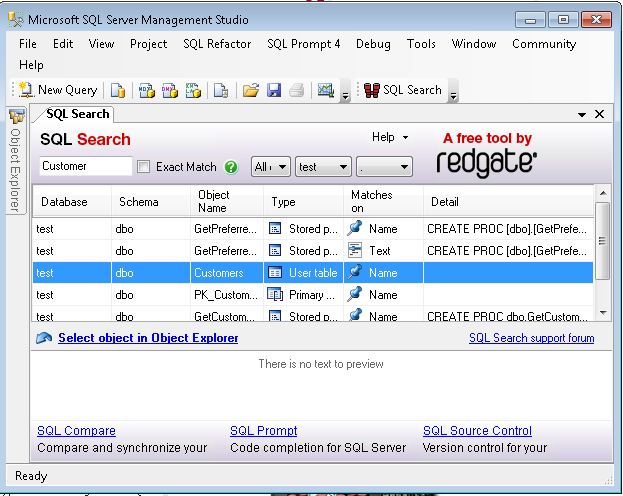 Microsoft SQL Server Management Studio
File Edit View Project SQL Refactor SQL Prompt 4 Debug Tools Window Community
Help
New Query SQL Search
Object Explorer
SQL Search
SQL Search Help A free tool by
redgate
Customer Exact Match ? All test .
Database Schema Object Name Type Matches on Detail
test dbo GetPreferre... Stored p... Name CREATE PROC [dbo].[GetPrefe...
test dbo GetPreferre... Stored p... Text CREATE PROC [dbo].[GetPrefe...
test dbo Customers User table Name
test dbo PK_Custom... Primary ... Name
test dbo GetCustom... Stored p... Name CREATE PROC dbo.GetCustom...
Select object in Object Explorer SQL Search support forum
There is no text to preview
SQL Compare SQL Prompt SQL Source Control
Compare and synchronize your Code completion for SQL Server Version control for your
Ready